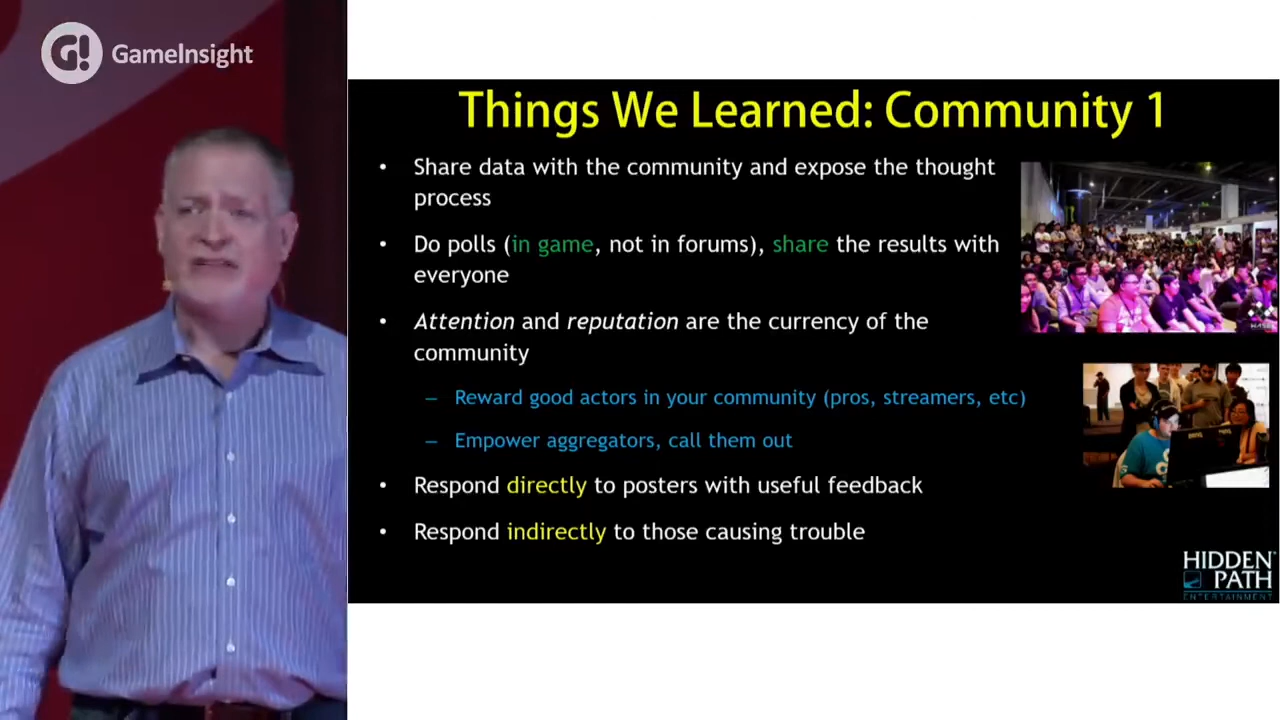 G! GameInsight
Things We Learned: Community 1
• Share data with the community and expose the thought
process
• Do polls (in game, not in forums), share the results with
everyone
• Attention and reputation are the currency of the
community
– Reward good actors in your community (pros, streamers, etc)
– Empower aggregators, call them out
• Respond directly to posters with useful feedback
• Respond indirectly to those causing trouble
HIDDEN
PATH
ENTERTAINMENT